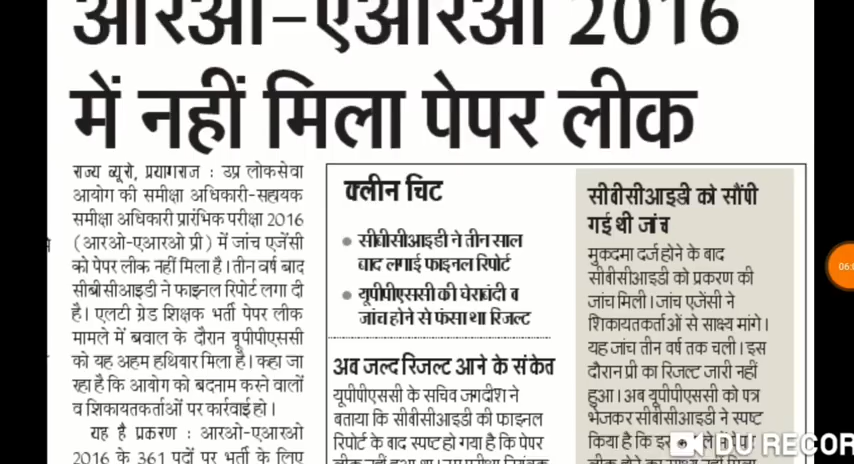 आरओ-एआरओ 2016
में नहीं मिला पेपर लीक
राज्य ब्यूरो, प्रयागराज : उप्र लोकसेवा
आयोग की समीक्षा अधिकारी-सहायक
समीक्षा अधिकारी प्रारंभिक परीक्षा 2016
(आरओ-एआरओ प्री) में जांच एजेंसी
को पेपर लीक नहीं मिला है। तीन वर्ष बाद
सीबीसीआइडी ने फाइनल रिपोर्ट लगा दी
है। एलटी ग्रेड शिक्षक भर्ती पेपर लीक
मामले में बवाल के दौरान यूपीपीएससी
को यह अहम हथियार मिला है। कहा जा
रहा है कि आयोग को बदनाम करने वालों
व शिकायतकर्ताओं पर कार्रवाई हो।
यह है प्रकरण : आरओ-एआरओ
2016 के 361 पदों पर भर्ती के लिए
क्लीन चिट
सीबीसीआइडी ने तीन साल
बाद लगाई फाइनल रिपोर्ट
यूपीपीएससी की घेराबंदी व
जांच होने से फंसा था रिजल्ट
अब जल्द रिजल्ट आने के संकेत
यूपीपीएससी के सचिव जगदीश ने
बताया कि सीबीसीआइडी की फाइनल
रिपोर्ट के बाद स्पष्ट हो गया है कि पेपर
सीबीसीआइडी को सौंपी
गई थी जांच
मुकदमा दर्ज होने के बाद
सीबीसीआइडी को प्रकरण की
जांच मिली। जांच एजेंसी ने
शिकायतकर्ताओं से साक्ष्य मांगे।
यह जांच तीन वर्ष तक चली। इस
दौरान प्री का रिजल्ट जारी नहीं
हुआ। अब यूपीपीएससी को पत्र
भेजकर सीबीसीआइडी ने स्पष्ट
किया है कि इस
06:
DU RECOR